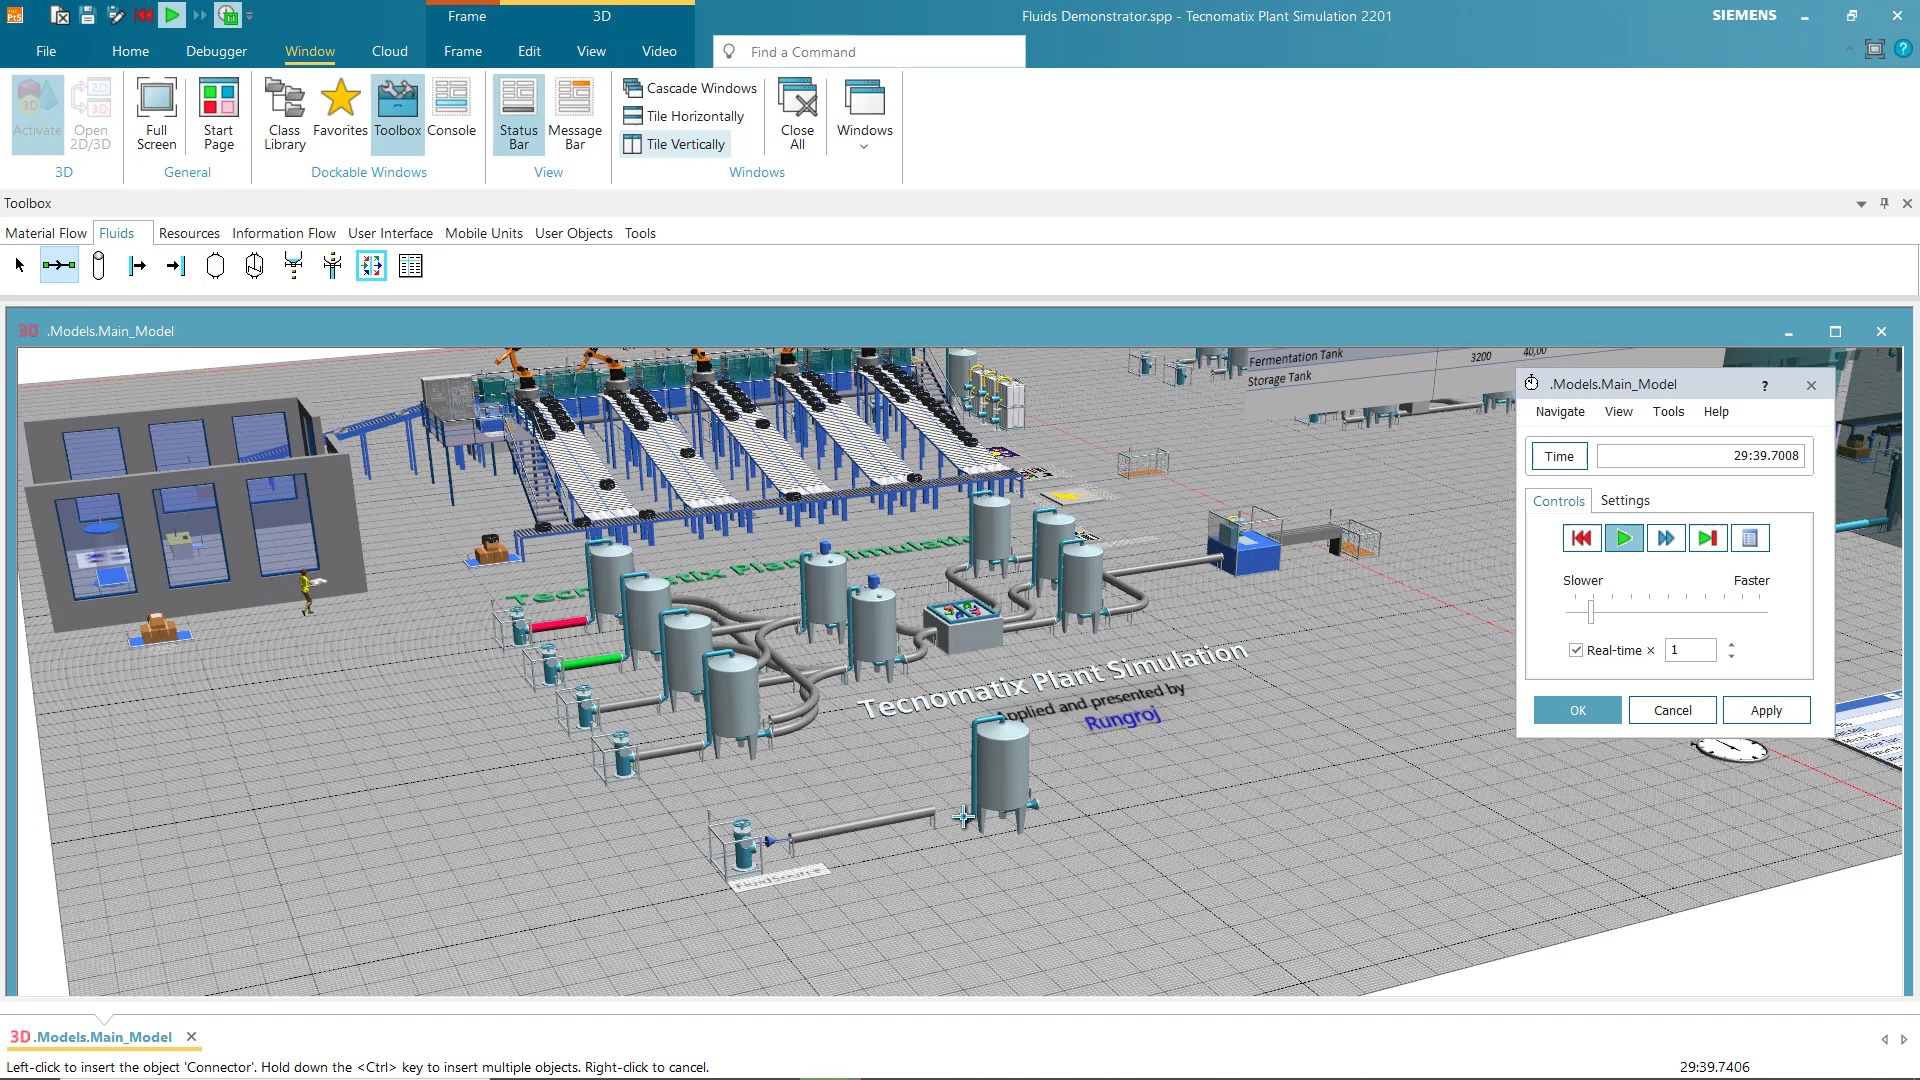 Frame
3D
Fluids Demonstrator.spp - Tecnomatix Plant Simulation 2201
SIEMENS
File
Home
Debugger
Window
Cloud
Frame
Edit
View
Video
Find a Command
Activate
Open
2D/3D
Full
Screen
Start
Page
Class
Library
Favorites
Toolbox
Console
Status
Bar
Message
Bar
Cascade Windows
Tile Horizontally
Tile Vertically
Close
All
Windows
3D
General
Dockable Windows
View
Windows
Toolbox
Material Flow
Fluids
Resources
Information Flow
User Interface
Mobile Units
User Objects
Tools
3D .Models.Main_Model
Fermentation Tank
3200
40,00
Storage Tank
.Models.Main_Model
?
Navigate
View
Tools
Help
Time
29:39.7008
Controls
Settings
Slower
Faster
Real-time ×
1
OK
Cancel
Apply
Tecnomatix Plant Simulation
Tecnomatix Plant Simulation
Applied and presented by
Rungroj
FluidSource
3D .Models.Main_Model
Left-click to insert the object 'Connector'. Hold down the <Ctrl> key to insert multiple objects. Right-click to cancel.
29:39.7406